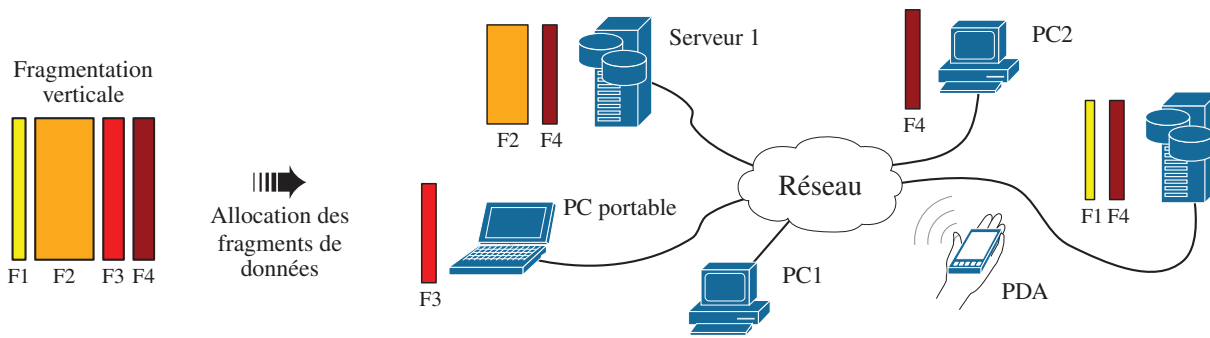 Fragmentation
verticale
F1 F2 F3 F4
Allocation des
fragments de
données
F2 F4
Serveur 1
F4
PC2
F1 F4
Réseau
F3
PC portable
PC1
PDA